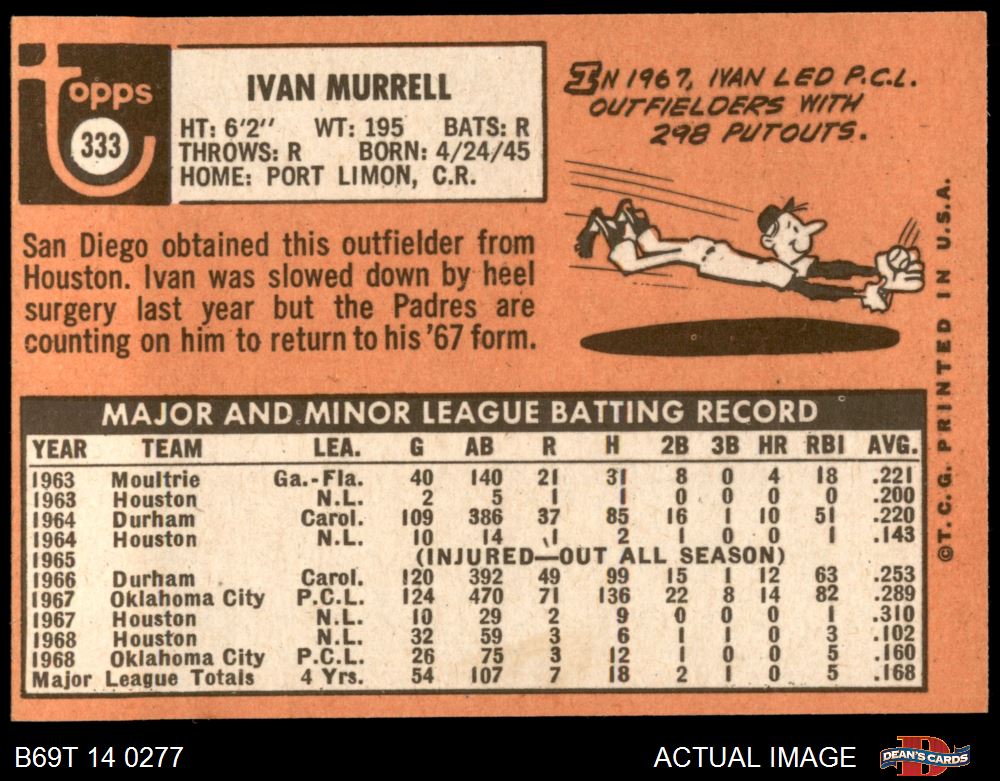 topps
333
IVAN MURRELL
HT: 6'2" WT: 195 BATS: R
THROWS: R BORN: 4/24/45
HOME: PORT LIMON, C.R.
IN 1967, IVAN LED P.C.L.
OUTFIELDERS WITH
298 PUTOUTS.
San Diego obtained this outfielder from
Houston. Ivan was slowed down by heel
surgery last year but the Padres are
counting on him to return to his '67 form.
MAJOR AND MINOR LEAGUE BATTING RECORD
YEAR TEAM LEA. G AB R H 2B 3B HR RBI AVG.
1963 Moultrie Ga.-Fla. 40 140 21 31 8 0 4 18 .221
1963 Houston N.L. 2 5 1 1 0 0 0 0 .200
1964 Durham Carol. 109 386 37 85 16 1 10 51 .220
1964 Houston N.L. 10 14 1 2 1 0 0 1 .143
1965 (INJURED—OUT ALL SEASON)
1966 Durham Carol. 120 392 49 99 15 1 12 63 .253
1967 Oklahoma City P.C.L. 124 470 71 136 22 8 14 82 .289
1967 Houston N.L. 10 29 2 9 0 0 0 1 .310
1968 Houston N.L. 32 59 3 6 1 1 0 3 .102
1968 Oklahoma City P.C.L. 26 75 3 12 1 0 0 5 .160
Major League Totals 4 Yrs. 54 107 7 18 2 1 0 5 .168
©T.C.G. PRINTED IN U.S.A.
B69T 14 0277
ACTUAL IMAGE
D
DEAN'S CARDS